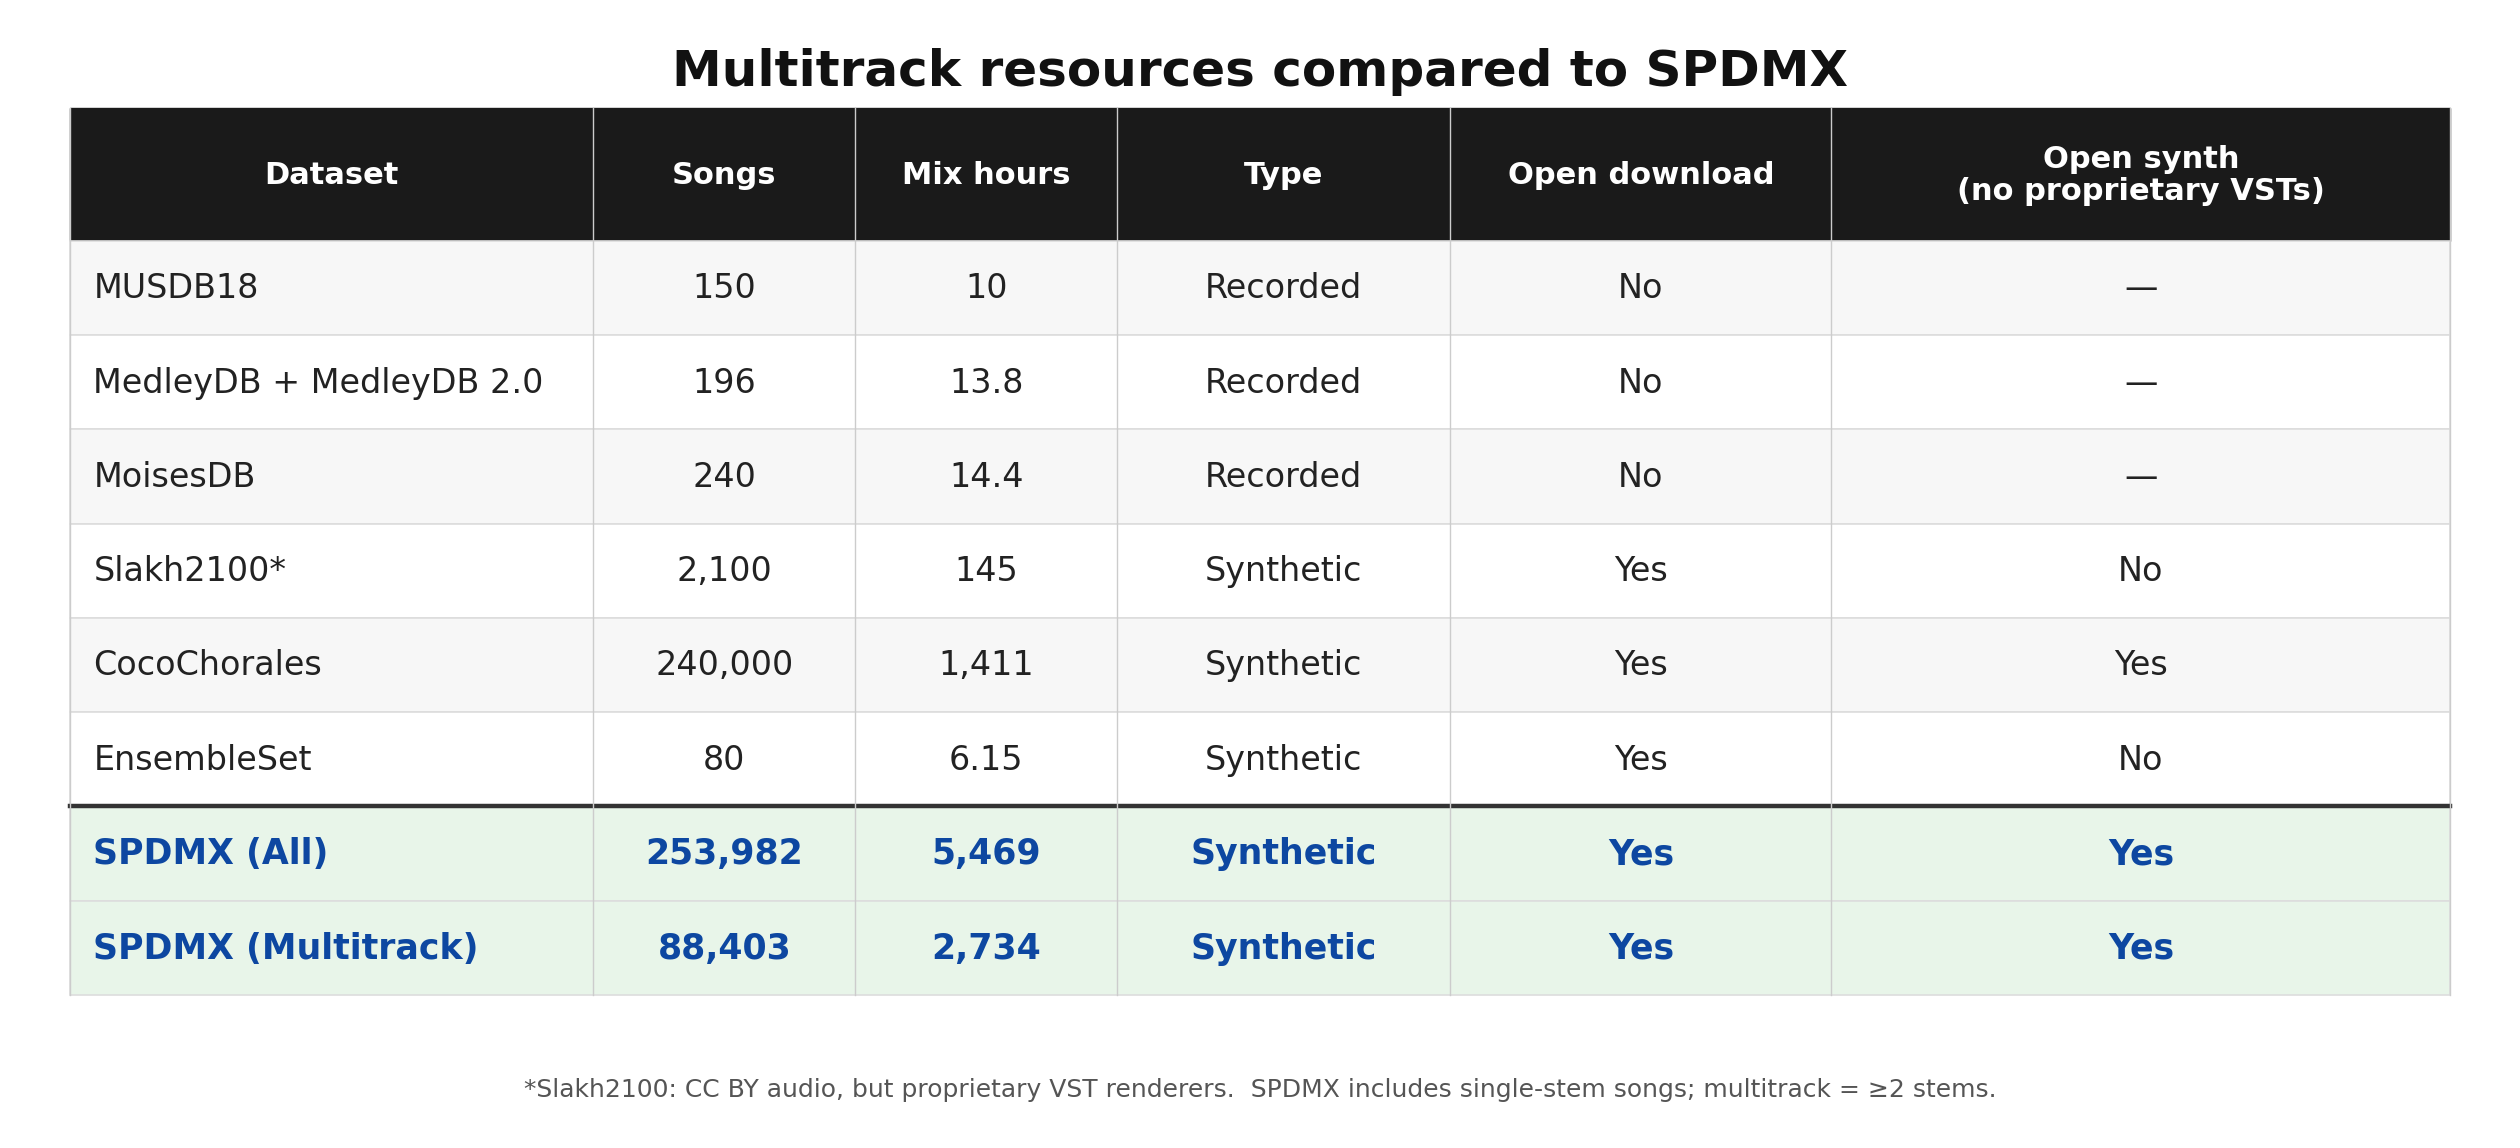 Multitrack resources compared to SPDMX
Dataset Songs Mix hours Type Open download Open synth
(no proprietary VSTs)
MUSDB18 150 10 Recorded No —
MedleyDB + MedleyDB 2.0 196 13.8 Recorded No —
MoisesDB 240 14.4 Recorded No —
Slakh2100* 2,100 145 Synthetic Yes No
CocoChorales 240,000 1,411 Synthetic Yes Yes
EnsembleSet 80 6.15 Synthetic Yes No
SPDMX (All) 253,982 5,469 Synthetic Yes Yes
SPDMX (Multitrack) 88,403 2,734 Synthetic Yes Yes
*Slakh2100: CC BY audio, but proprietary VST renderers. SPDMX includes single-stem songs; multitrack = ≥2 stems.